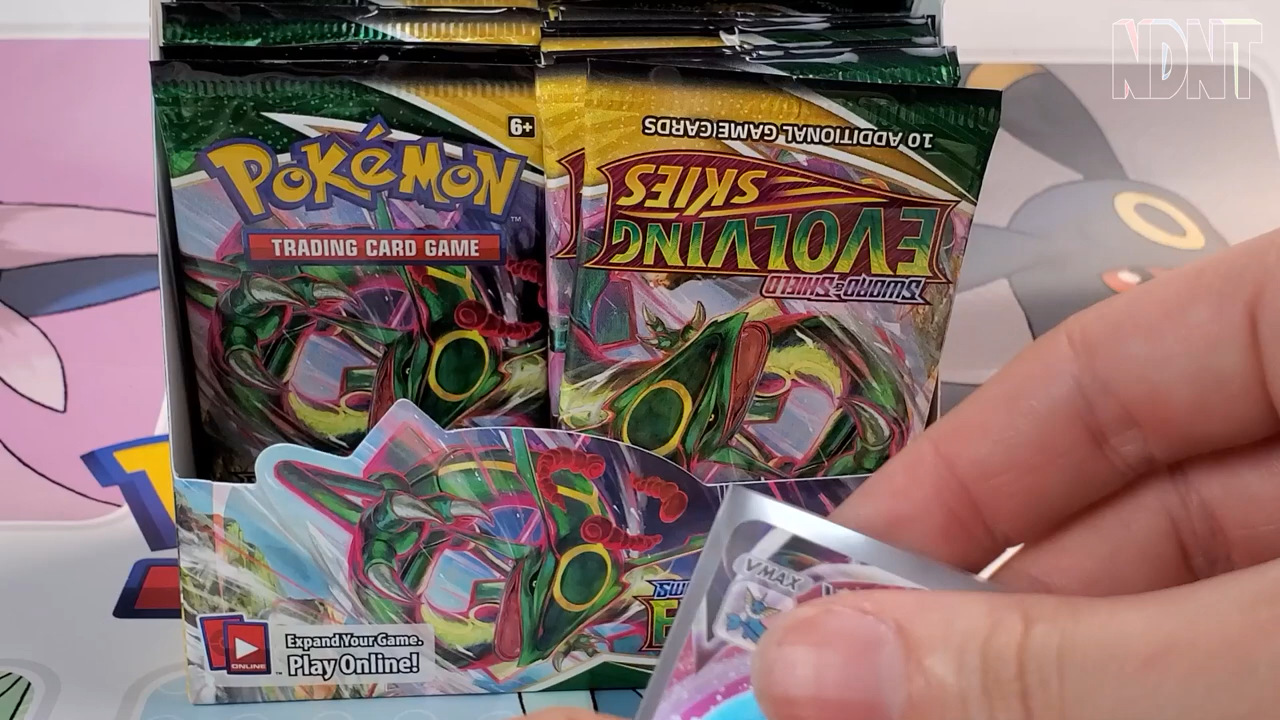 NDNT
6+
POKéMON
™
TRADING CARD GAME
10 ADDITIONAL GAME CARDS
EVOLVING
SKIES
SWORD & SHIELD
Expand Your Game.
Play Online!
ONLINE
VMAX